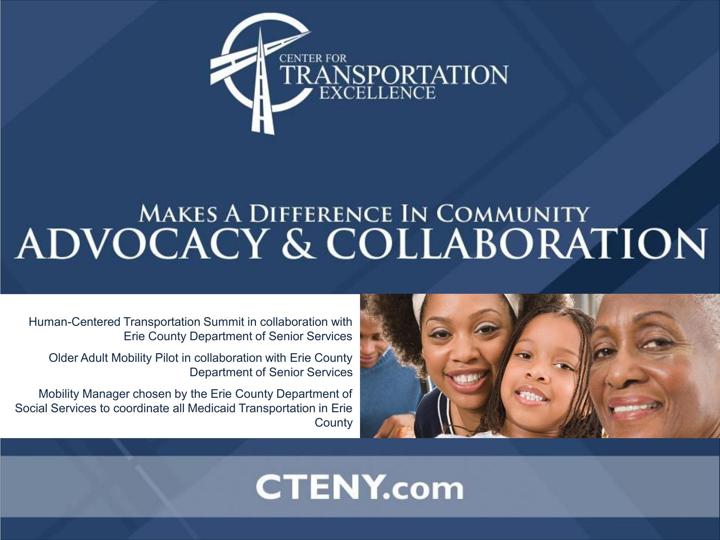 CENTER FOR
TRANSPORTATION
EXCELLENCE
MAKES A DIFFERENCE IN COMMUNITY
ADVOCACY & COLLABORATION
Human-Centered Transportation Summit in collaboration with
Erie County Department of Senior Services
Older Adult Mobility Pilot in collaboration with Erie County
Department of Senior Services
Mobility Manager chosen by the Erie County Department of
Social Services to coordinate all Medicaid Transportation in Erie
County
CTENY.com